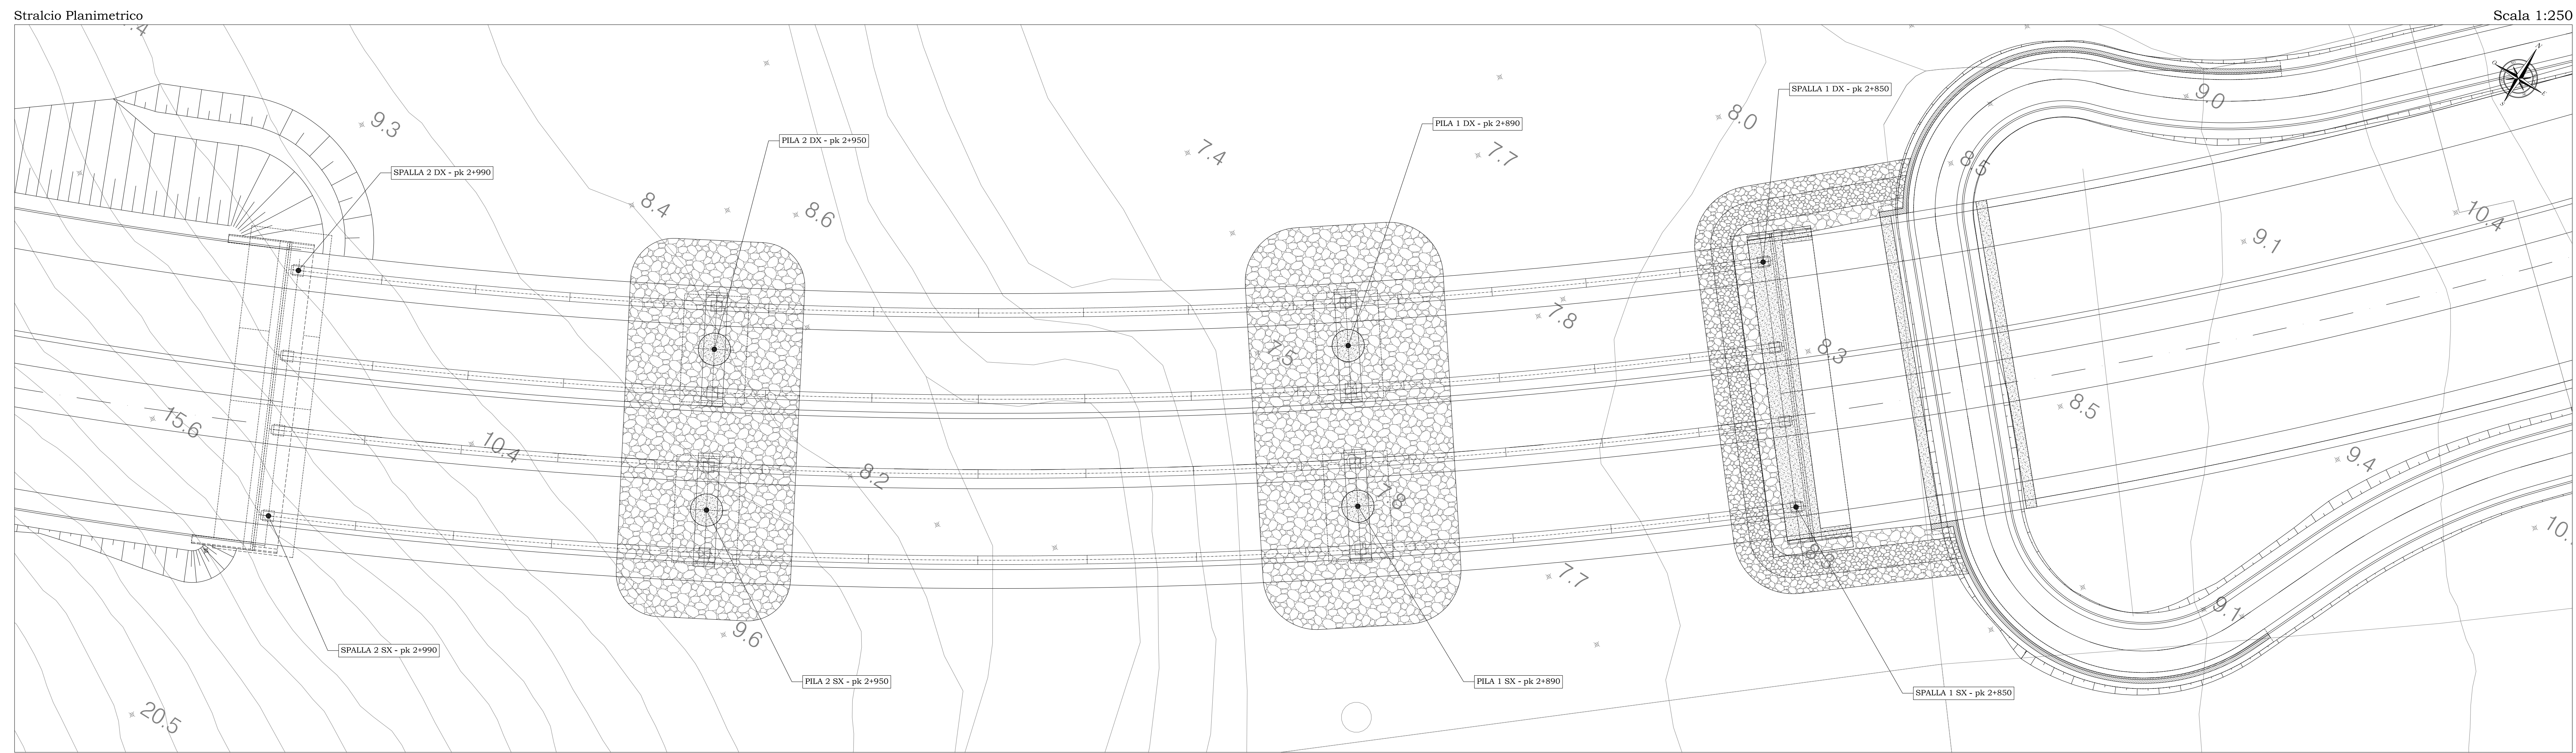 Stralcio Planimetrico
Scala 1:250
.4
9.3
SPALLA 2 DX - pk 2+990
PILA 2 DX - pk 2+950
8.4
8.6
7.4
PILA 1 DX - pk 2+890
7.7
8.0
SPALLA 1 DX - pk 2+850
8.5
9.0
9.1
10.4
7.8
7.5
8.3
15.6
10.4
8.2
7.8
8.5
9.4
10.
7.7
9.6
9.1
SPALLA 2 SX - pk 2+990
PILA 2 SX - pk 2+950
PILA 1 SX - pk 2+890
SPALLA 1 SX - pk 2+850
20.5